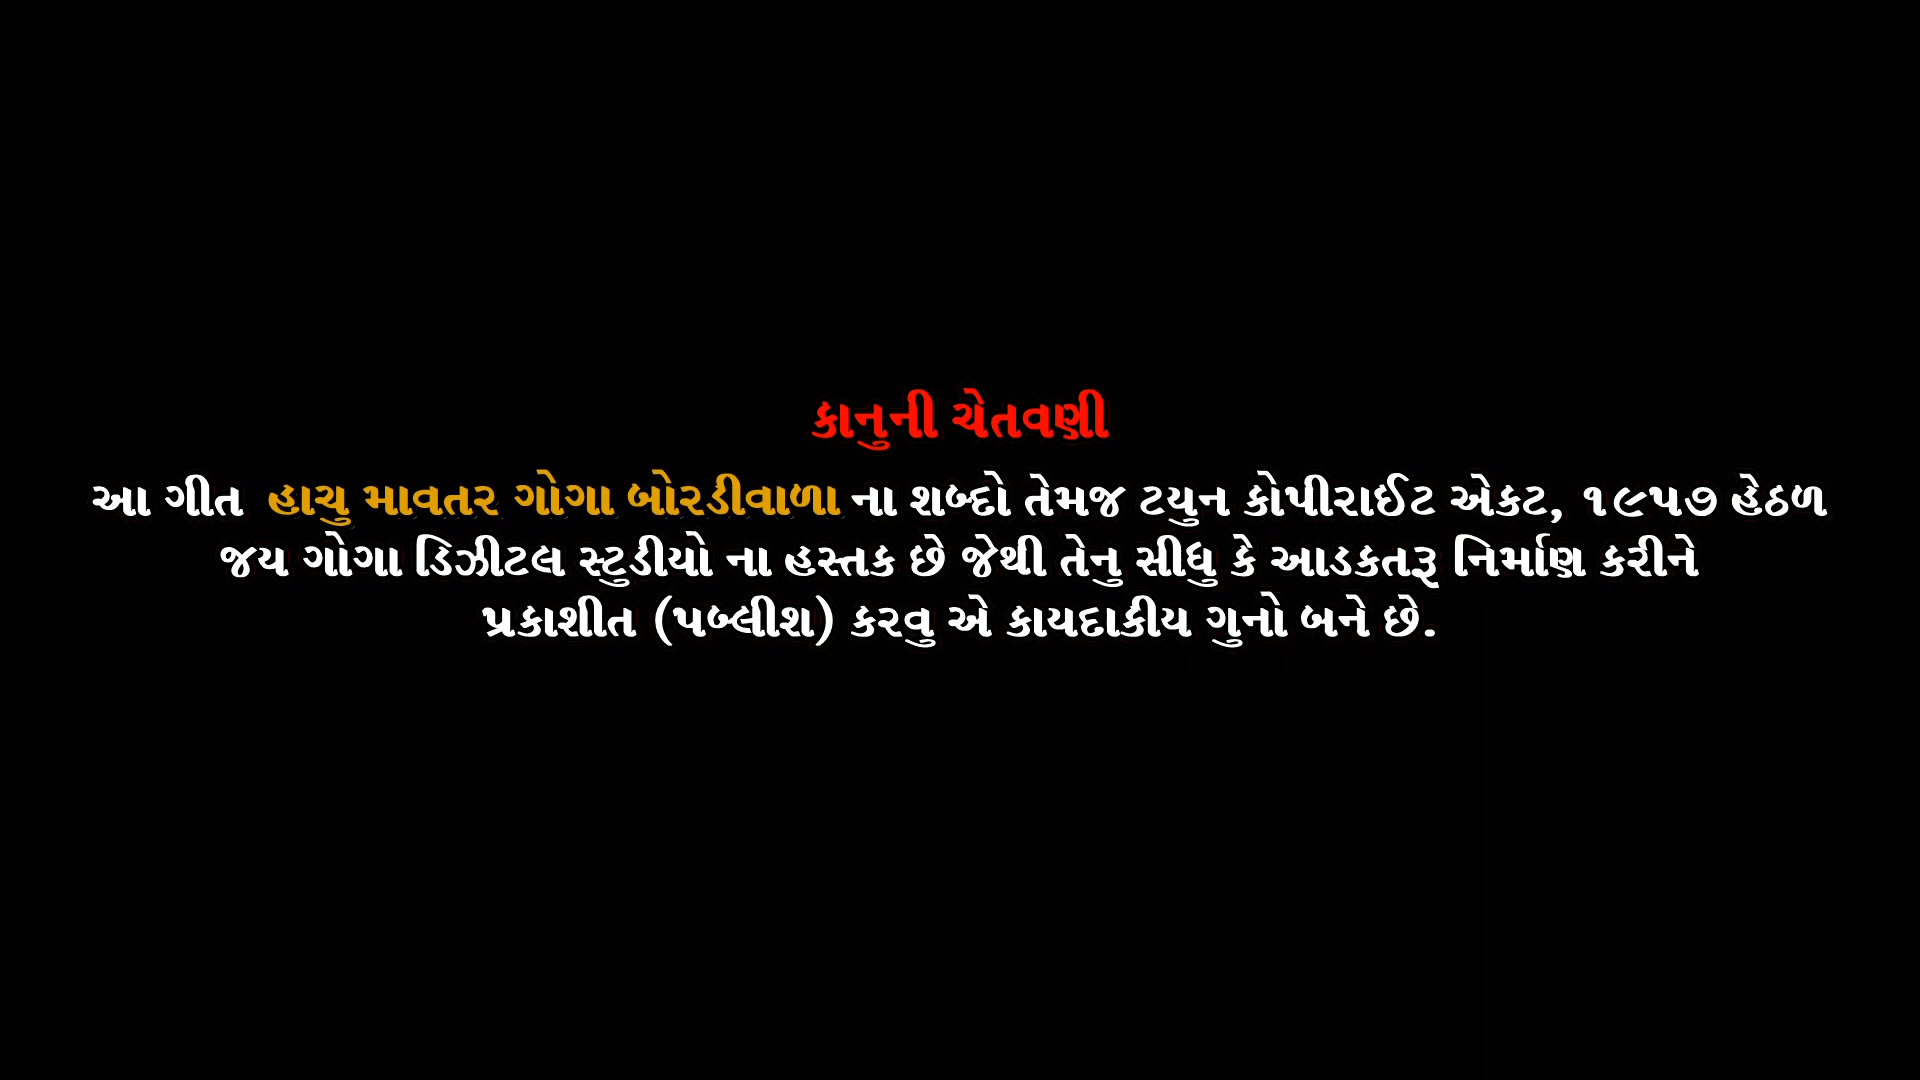 કાનુની ચેતવણી
આ ગીત હાચુ માવતર ગોગા બોરડીવાળા ના શબ્દો તેમજ ટયુન કોપીરાઈટ એકટ, ૧૯૫૭ હેઠળ
જય ગોગા ડિઝીટલ સ્ટુડીયો ના હસ્તક છે જેથી તેનુ સીધુ કે આડકતરૂ નિર્માણ કરીને
પ્રકાશીત (પબ્લીશ) કરવુ એ કાયદાકીય ગુનો બને છે.